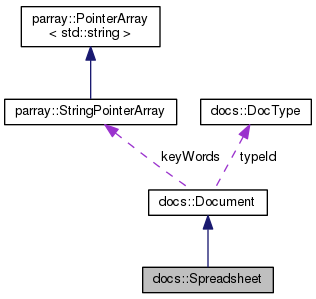 parray::PointerArray
< std::string >
parray::StringPointerArray
docs::DocType
keyWords
typeId
docs::Document
docs::Spreadsheet